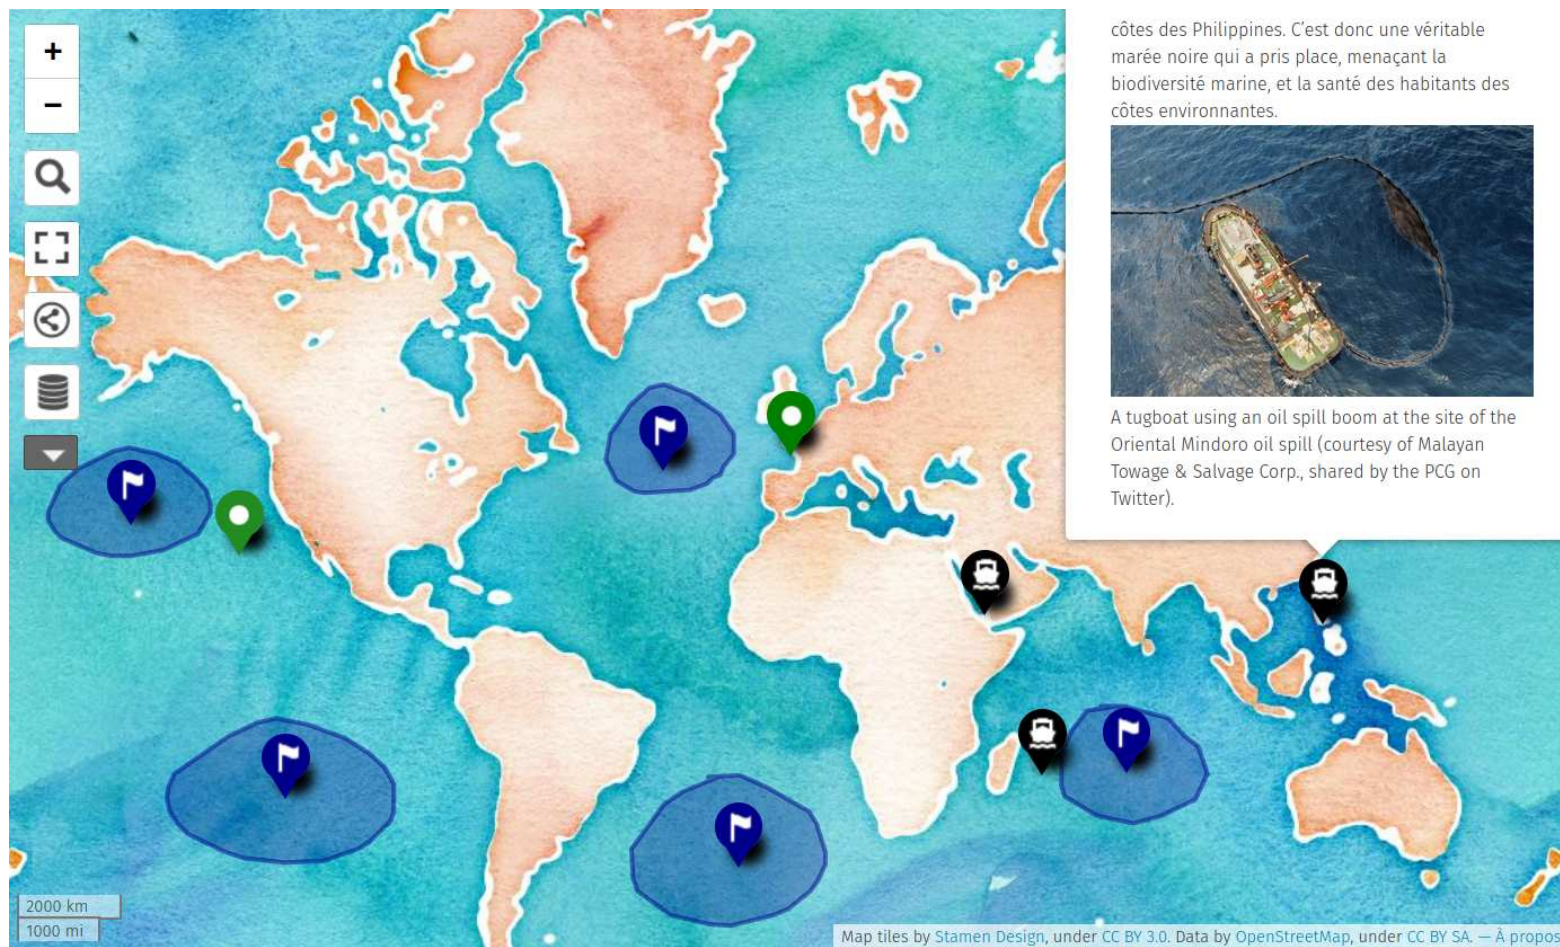 +
côtes des Philippines. C’est donc une véritable
marée noire qui a pris place, menaçant la
biodiversité marine, et la santé des habitants des
côtes environnantes.
−
A tugboat using an oil spill boom at the site of the
Oriental Mindoro oil spill (courtesy of Malayan
Towage & Salvage Corp., shared by the PCG on
Twitter).
2000 km
1000 mi
Map tiles by Stamen Design, under CC BY 3.0. Data by OpenStreetMap, under CC BY SA. — À propos